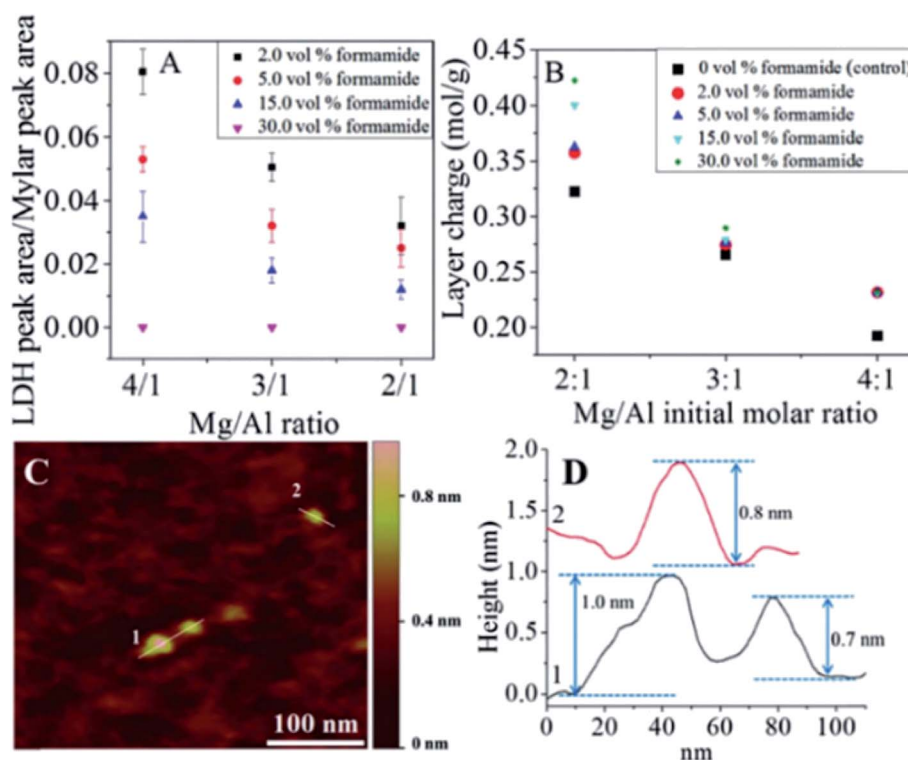 A
2.0 vol % formamide
5.0 vol % formamide
15.0 vol % formamide
30.0 vol % formamide
0.08
0.06
0.04
0.02
0.00
LDH peak area/Mylar peak area
4/1
3/1
2/1
Mg/Al ratio
B
0 vol % formamide (control)
2.0 vol % formamide
5.0 vol % formamide
15.0 vol % formamide
30.0 vol % formamide
0.45
0.40
0.35
0.30
0.25
0.20
Layer charge (mol/g)
2:1
3:1
4:1
Mg/Al initial molar ratio
C
2
1
100 nm
0.8 nm
0.4 nm
0 nm
D
2.0
1.5
1.0
0.5
0.0
Height (nm)
2
0.8 nm
1.0 nm
0.7 nm
1
0
20
40
60
80
100
nm